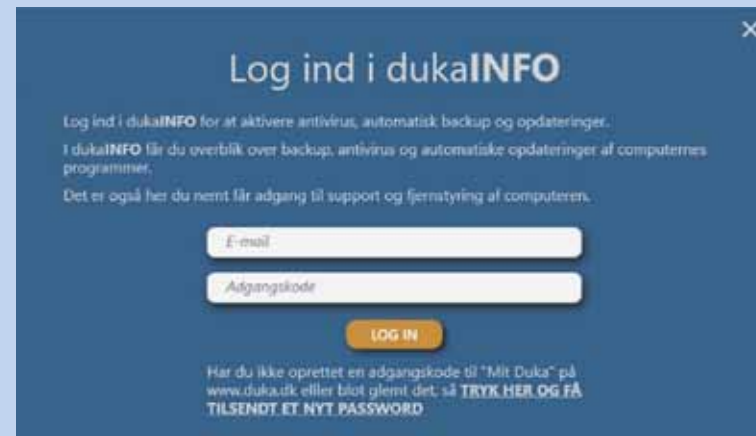 Log ind i dukaINFO
Log ind i dukaINFO for at aktivere antivirus, automatisk backup og opdateringer.
I dukaINFO får du overblik over backup, antivirus og automatiske opdateringer af computernes
programmer.
Det er også her du nemt får adgang til support og fjernstyring af computeren.
E-mail
Adgangskode
LOG IN
Har du ikke oprettet en adgangskode til "Mit Duka" på
www.duka.dk elller blot glemt det, så TRYK HER OG FÅ
TILSENDT ET NYT PASSWORD